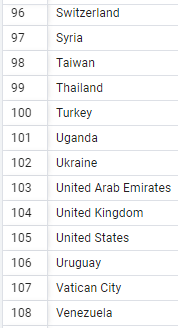 96 Switzerland
97 Syria
98 Taiwan
99 Thailand
100 Turkey
101 Uganda
102 Ukraine
103 United Arab Emirates
104 United Kingdom
105 United States
106 Uruguay
107 Vatican City
108 Venezuela